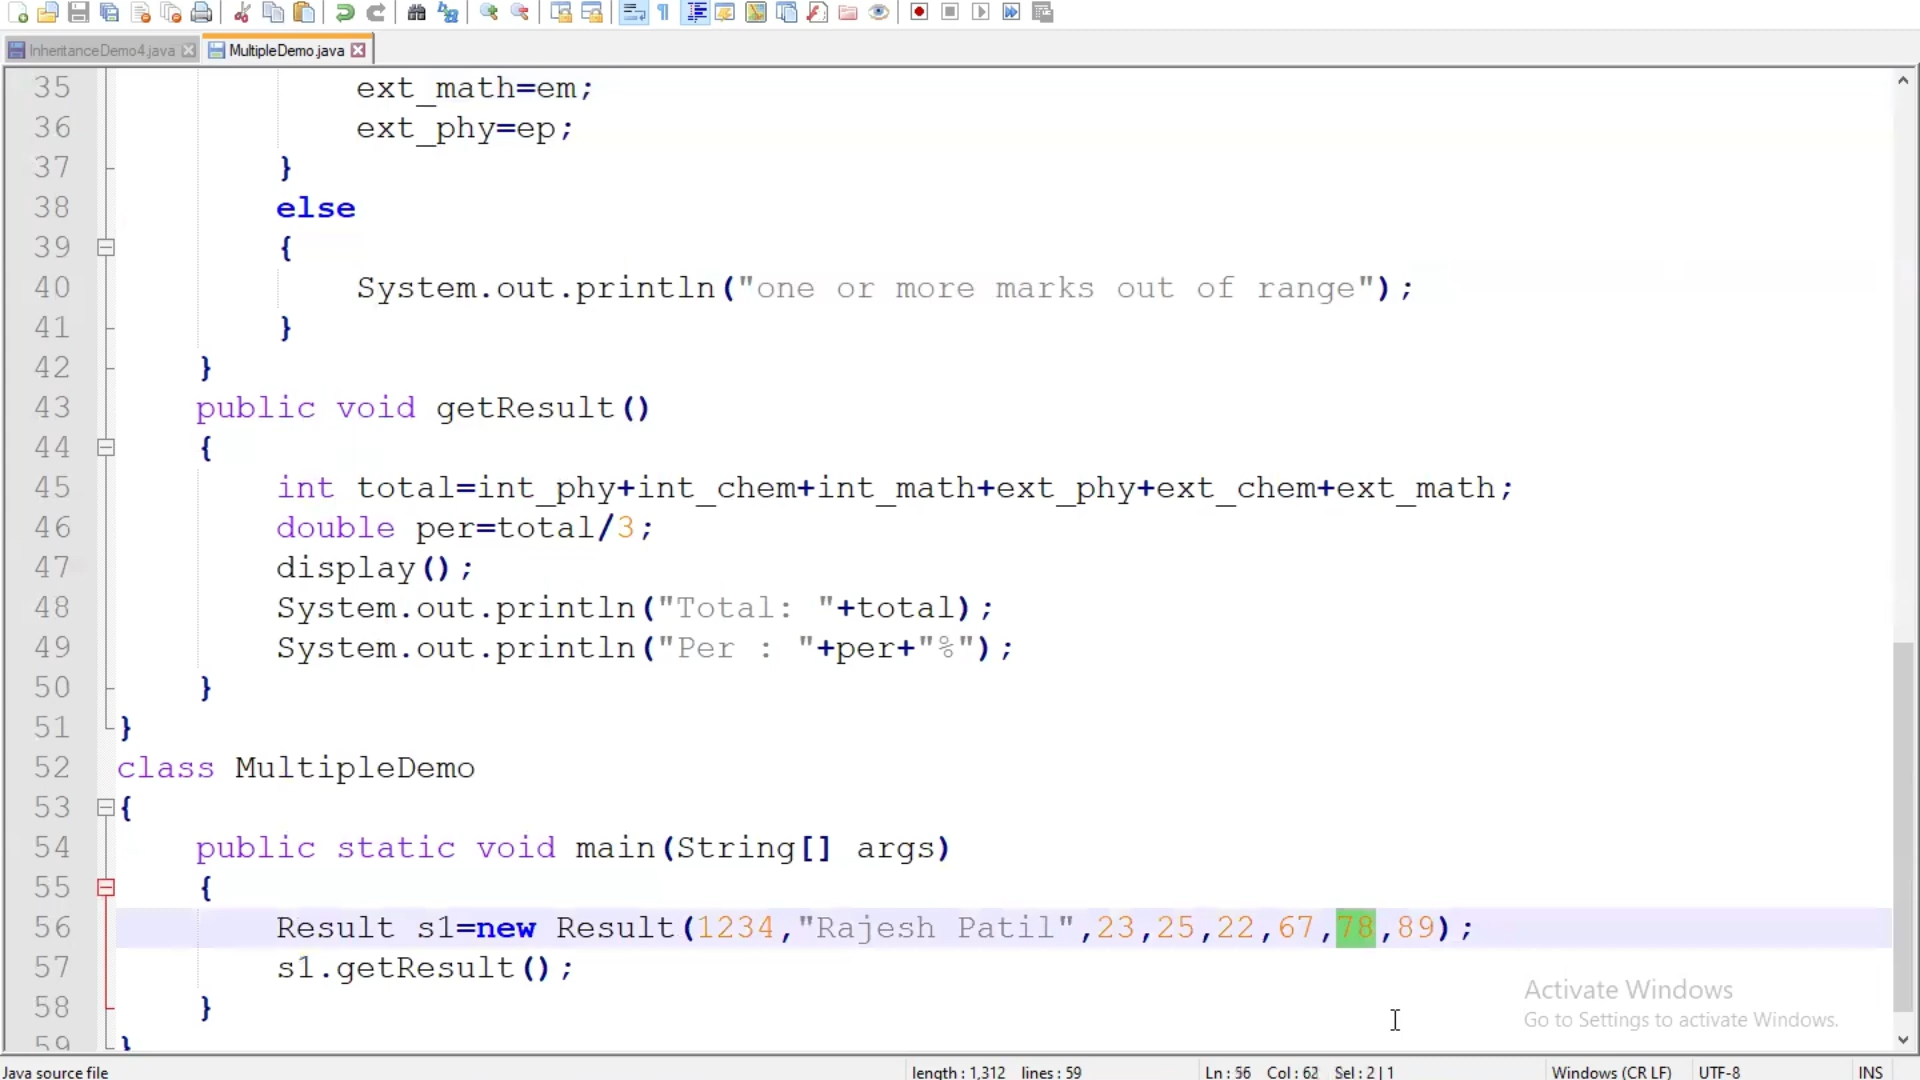 InheritanceDemo4.java MultipleDemo.java
35 ext_math=em;
36 ext_phy=ep;
37 }
38 else
39 {
40 System.out.println("one or more marks out of range");
41 }
42 }
43 public void getResult()
44 {
45 int total=int_phy+int_chem+int_math+ext_phy+ext_chem+ext_math;
46 double per=total/3;
47 display();
48 System.out.println("Total: "+total);
49 System.out.println("Per : "+per+"%");
50 }
51 }
52 class MultipleDemo
53 {
54 public static void main(String[] args)
55 {
56 Result s1=new Result(1234,"Rajesh Patil",23,25,22,67,78,89);
57 s1.getResult();
58 }
59 }
Activate Windows
Go to Settings to activate Windows.
Java source file length : 1,312 lines : 59 Ln : 56 Col : 62 Sel : 2 | 1 Windows (CR LF) UTF-8 INS